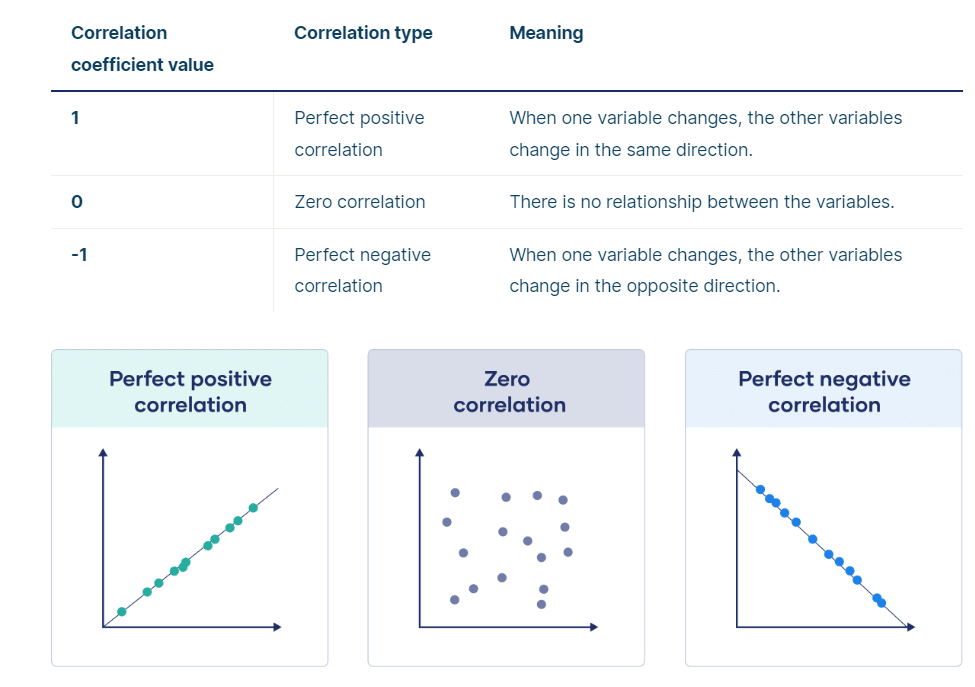 Correlation
coefficient value
Correlation type
Meaning
1
Perfect positive
correlation
When one variable changes, the other variables
change in the same direction.
0
Zero correlation
There is no relationship between the variables.
-1
Perfect negative
correlation
When one variable changes, the other variables
change in the opposite direction.
Perfect positive
correlation
Zero
correlation
Perfect negative
correlation